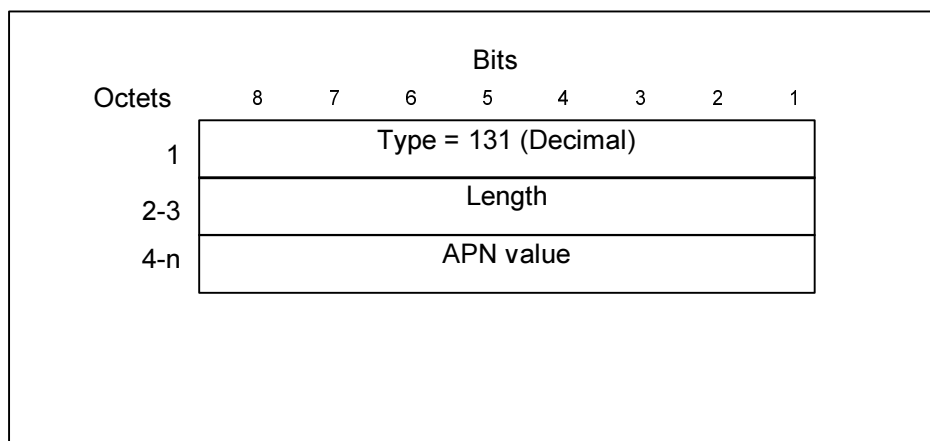 Bits
Octets 8 7 6 5 4 3 2 1
1 Type = 131 (Decimal)
2-3 Length
4-n APN value